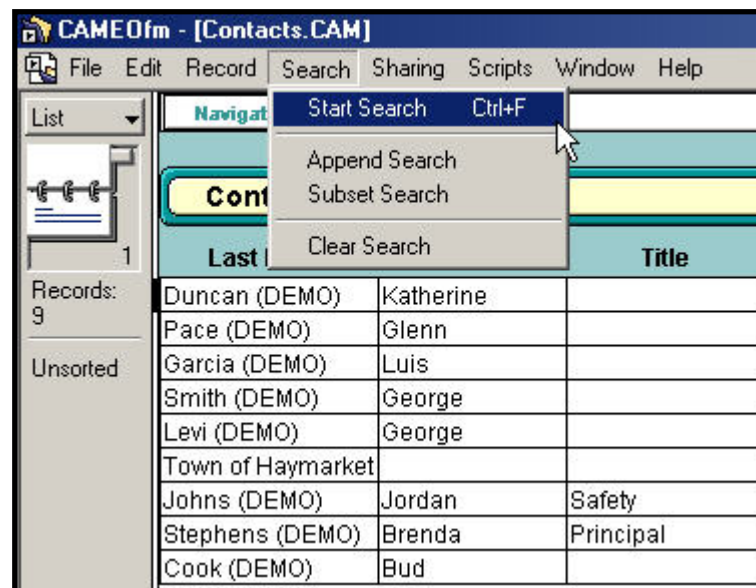 CAMEOfm - [Contacts.CAM]
File Edit Record Search Sharing Scripts Window Help
List
Navigat
Start Search Ctrl+F
Append Search
Subset Search
Clear Search
Cont
1
Last Title
Records:
9
Unsorted
Duncan (DEMO) Katherine
Pace (DEMO) Glenn
Garcia (DEMO) Luis
Smith (DEMO) George
Levi (DEMO) George
Town of Haymarket
Johns (DEMO) Jordan Safety
Stephens (DEMO) Brenda Principal
Cook (DEMO) Bud